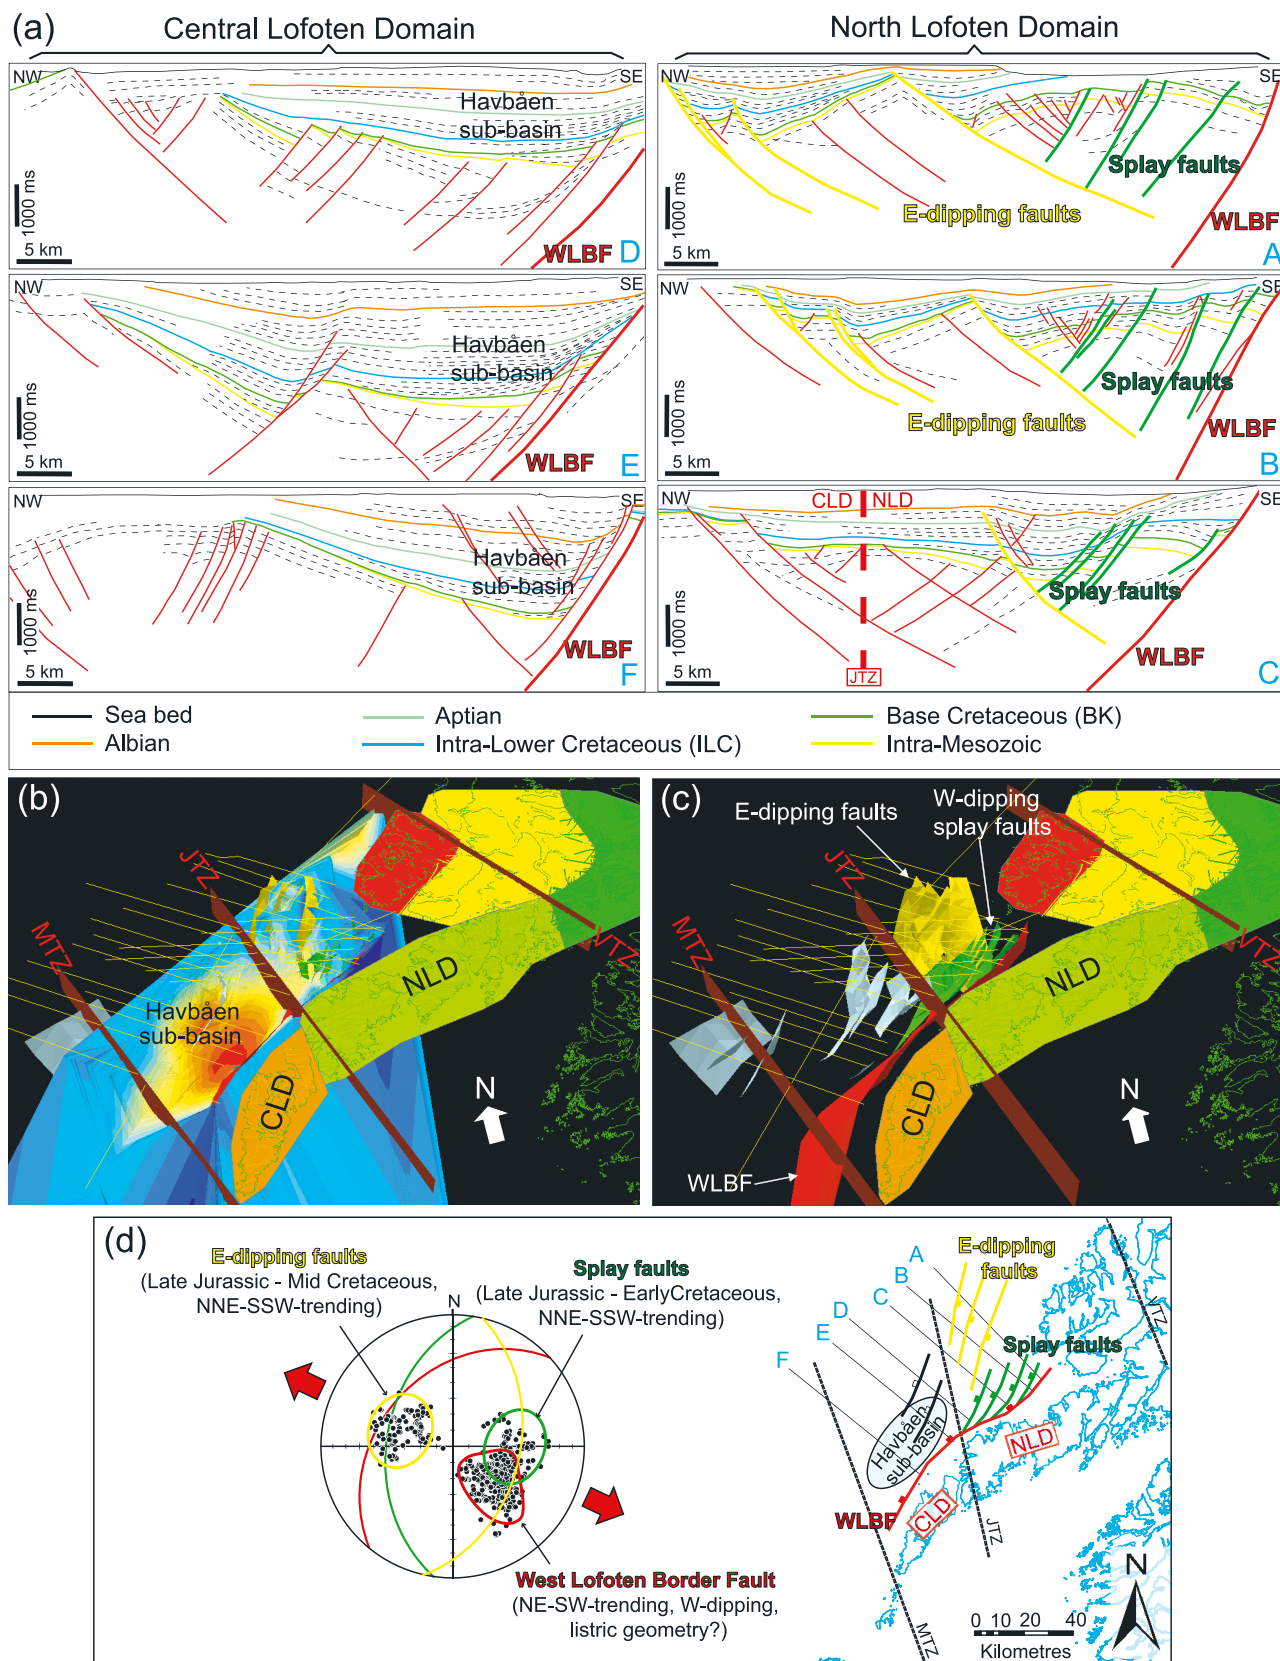 (a)
Central Lofoten Domain
North Lofoten Domain
NW
SE
Havbåen
sub-basin
1000 ms
5 km
WLBF
D
NW
SE
Splay faults
E-dipping faults
1000 ms
5 km
WLBF
A
NW
SE
Havbåen
sub-basin
1000 ms
5 km
WLBF
E
NW
SE
Splay faults
E-dipping faults
1000 ms
5 km
WLBF
B
NW
SE
Havbåen
sub-basin
1000 ms
5 km
WLBF
F
NW
SE
CLD NLD
Splay faults
1000 ms
5 km
JTZ
WLBF
C
Sea bed
Aptian
Base Cretaceous (BK)
Albian
Intra-Lower Cretaceous (ILC)
Intra-Mesozoic
(b)
JTZ
MTZ
VTZ
Havbåen
sub-basin
NLD
CLD
N
(c)
E-dipping faults
W-dipping
splay faults
JTZ
MTZ
VTZ
NLD
CLD
WLBF
N
(d)
E-dipping faults
(Late Jurassic - Mid Cretaceous,
NNE-SSW-trending)
Splay faults
(Late Jurassic - EarlyCretaceous,
NNE-SSW-trending)
N
West Lofoten Border Fault
(NE-SW-trending, W-dipping,
listric geometry?)
A
B
C
D
E
F
E-dipping
faults
Splay faults
VTZ
Havbåen-
sub-basin
NLD
CLD
WLBF
JTZ
MTZ
N
0 10 20 40
Kilometres